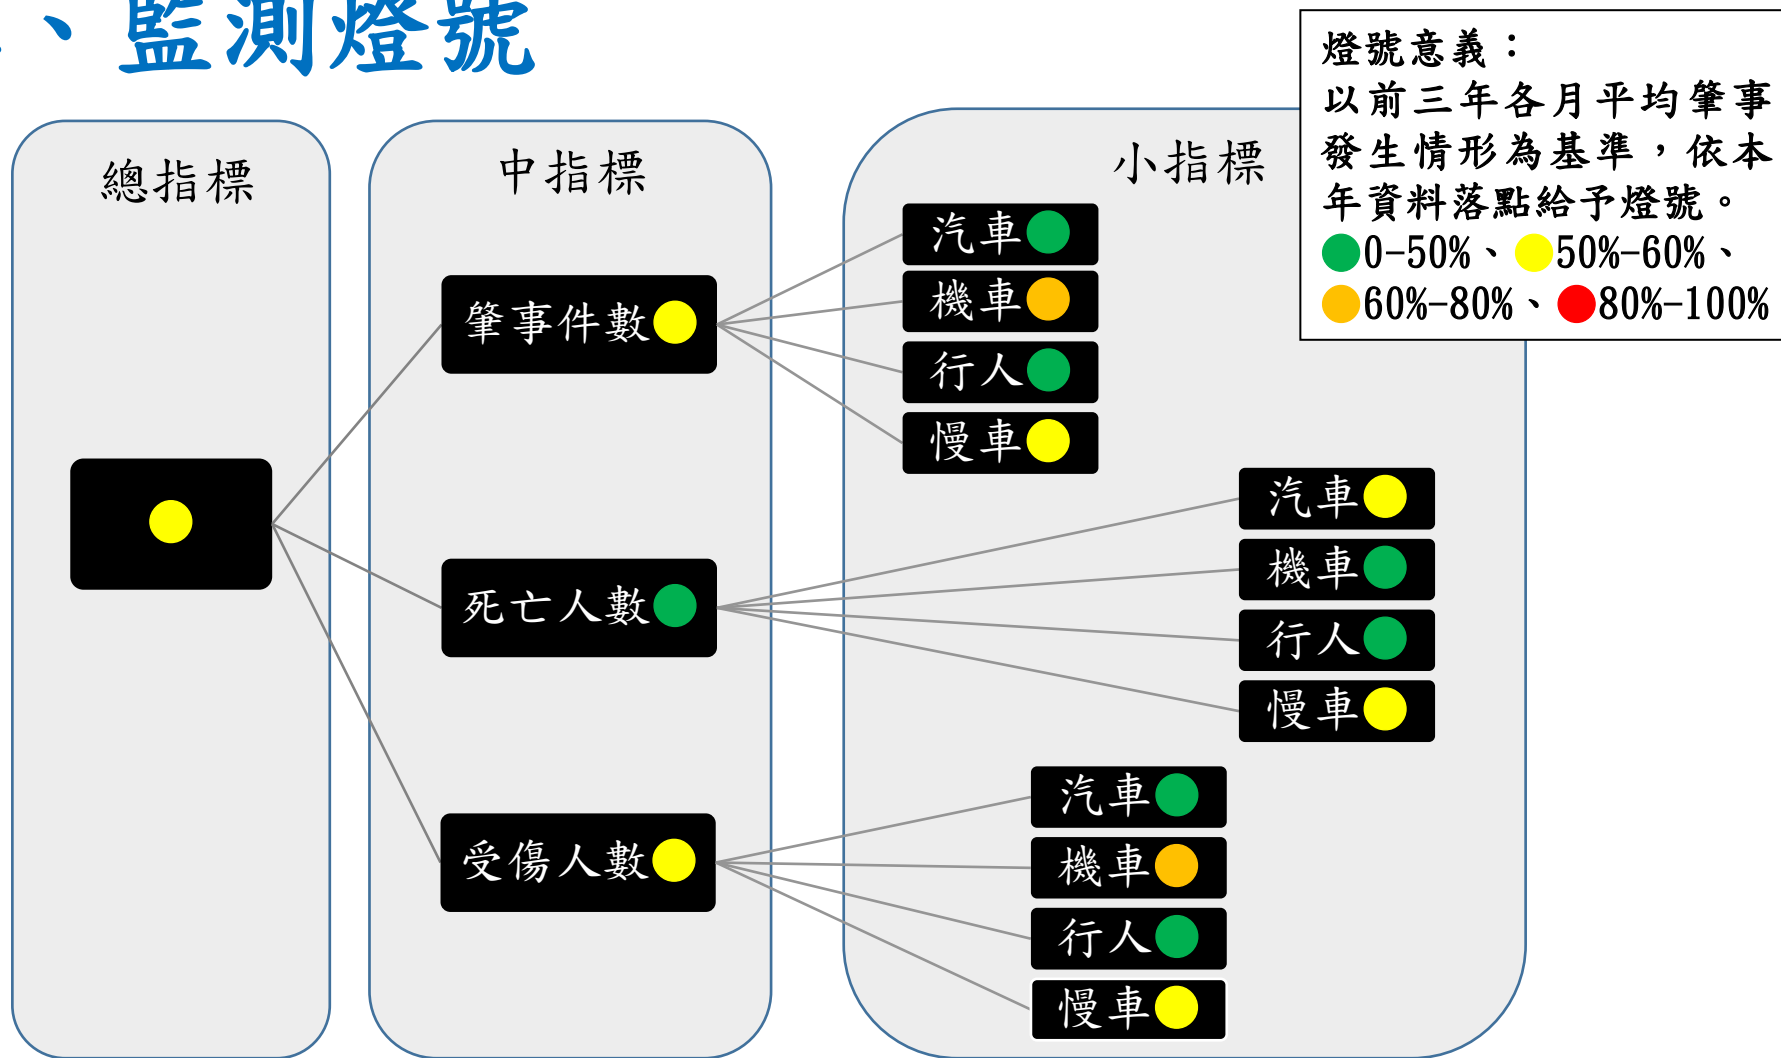 、監測燈號
燈號意義：
以前三年各月平均肇事
發生情形為基準，依本
年資料落點給予燈號。
0-50%、50%-60%、
60%-80%、80%-100%
總指標
中指標
小指標
肇事件數
汽車
機車
行人
慢車
死亡人數
汽車
機車
行人
慢車
受傷人數
汽車
機車
行人
慢車